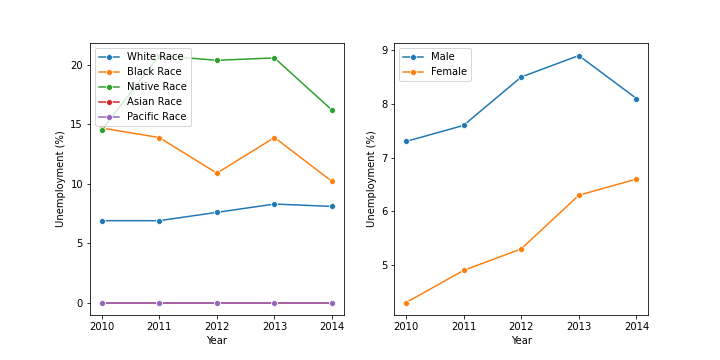 White Race
Black Race
Native Race
Asian Race
Pacific Race
20
15
10
5
0
Unemployment (%)
2010 2011 2012 2013 2014
Year
Male
Female
9
8
7
6
5
Unemployment (%)
2010 2011 2012 2013 2014
Year